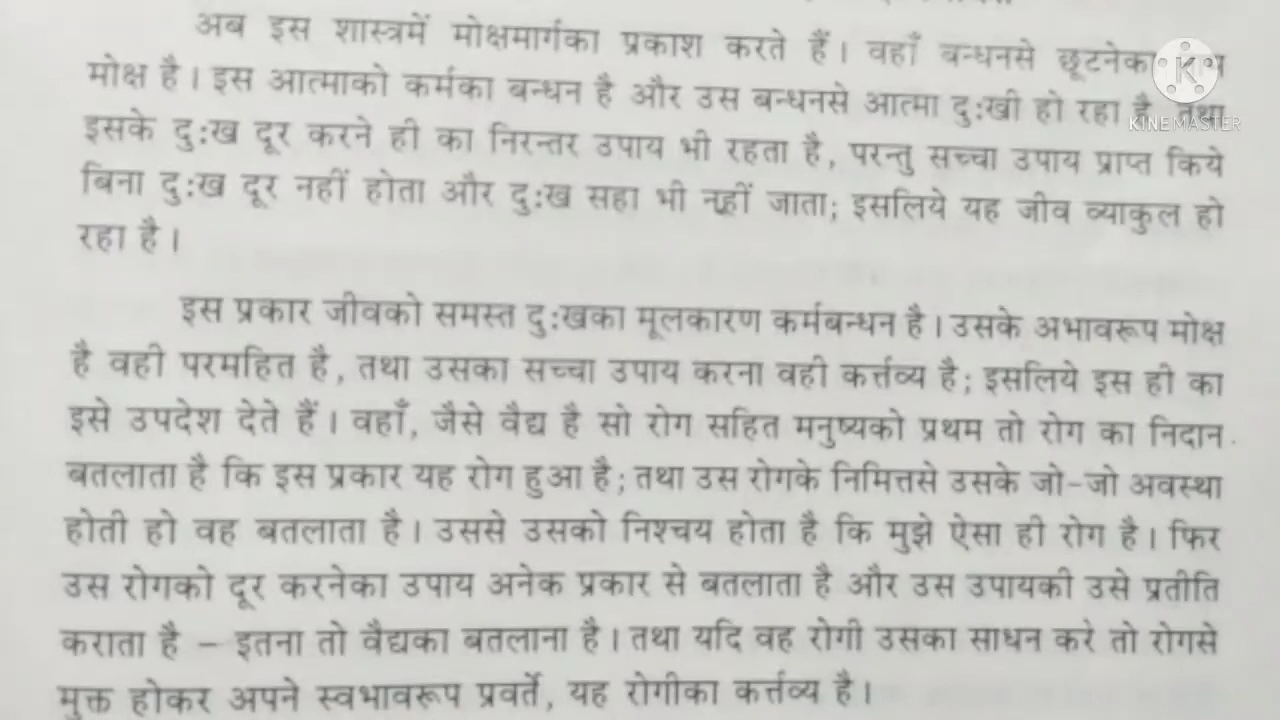 अब इस शास्त्रमें मोक्षमार्गका प्रकाश करते हैं। वहाँ बन्धनसे छूटनेका
मोक्ष है। इस आत्माको कर्मका बन्धन है और उस बन्धनसे आत्मा दुःखी हो रहा है, तथा
KINEMASTER
इसके दुःख दूर करने ही का निरन्तर उपाय भी रहता है, परन्तु सच्चा उपाय प्राप्त किये
बिना दुःख दूर नहीं होता और दुःख सहा भी नहीं जाता; इसलिये यह जीव व्याकुल हो
रहा है।
इस प्रकार जीवको समस्त दुःखका मूलकारण कर्मबन्धन है। उसके अभावरूप मोक्ष
है वही परमहित है, तथा उसका सच्चा उपाय करना वही कर्त्तव्य है; इसलिये इस ही का
इसे उपदेश देते हैं। वहाँ, जैसे वैद्य है सो रोग सहित मनुष्यको प्रथम तो रोग का निदान
बतलाता है कि इस प्रकार यह रोग हुआ है; तथा उस रोगके निमित्तसे उसके जो-जो अवस्था
होती हो वह बतलाता है। उससे उसको निश्चय होता है कि मुझे ऐसा ही रोग है। फिर
उस रोगको दूर करनेका उपाय अनेक प्रकार से बतलाता है और उस उपायकी उसे प्रतीति
कराता है – इतना तो वैद्यका बतलाना है। तथा यदि वह रोगी उसका साधन करे तो रोगसे
मुक्त होकर अपने स्वभावरूप प्रवर्ते, यह रोगीका कर्त्तव्य है।